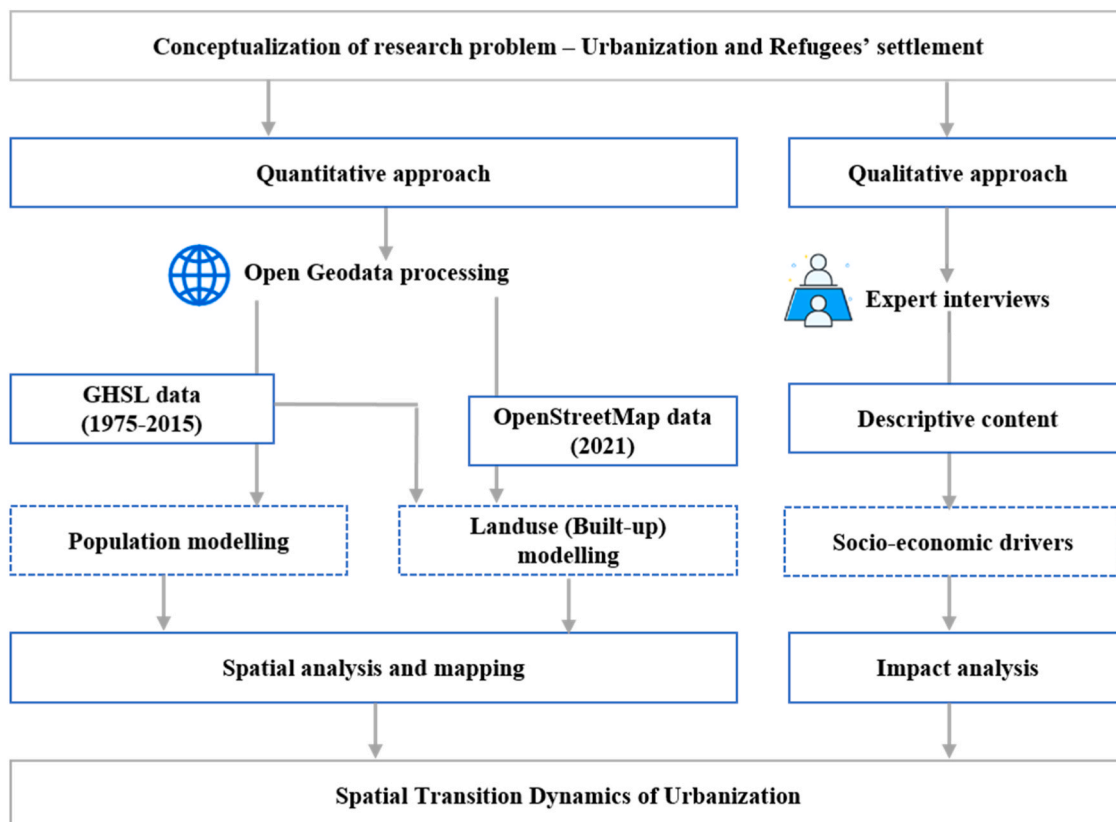 Conceptualization of research problem – Urbanization and Refugees’ settlement
Quantitative approach
Qualitative approach
Open Geodata processing
Expert interviews
GHSL data
(1975-2015)
OpenStreetMap data
(2021)
Descriptive content
Population modelling
Landuse (Built-up)
modelling
Socio-economic drivers
Spatial analysis and mapping
Impact analysis
Spatial Transition Dynamics of Urbanization